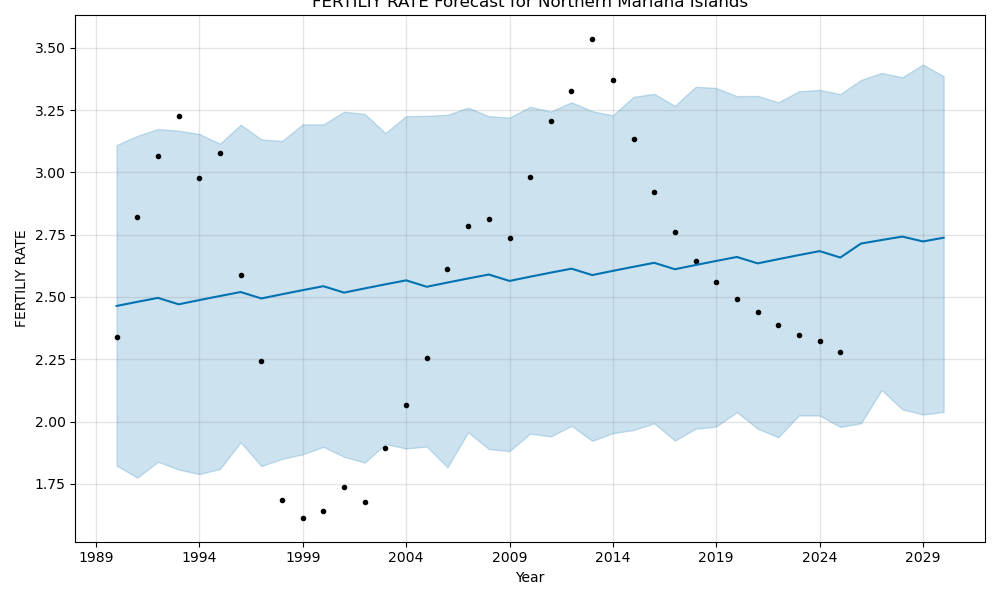 FERTILIY RATE Forecast for Northern Mariana Islands
3.50
3.25
3.00
2.75
2.50
2.25
2.00
1.75
FERTILIY RATE
1989 1994 1999 2004 2009 2014 2019 2024 2029
Year